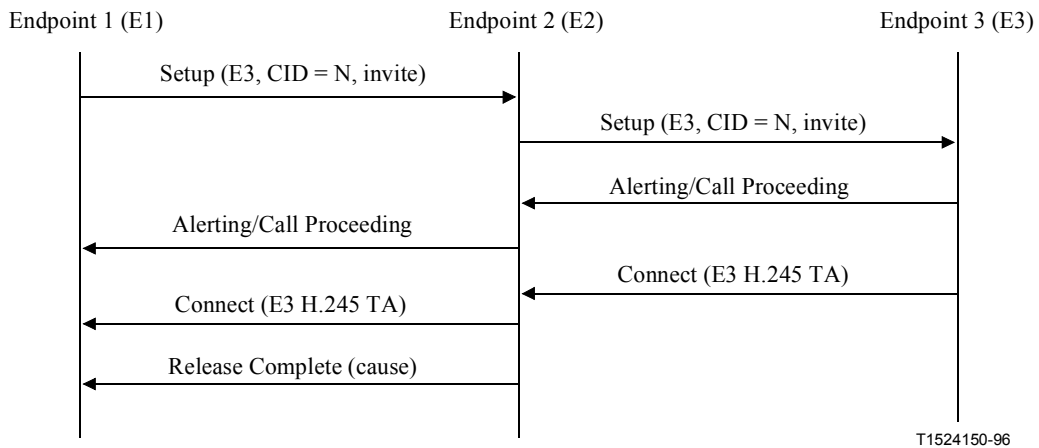 Endpoint 1 (E1)
Endpoint 2 (E2)
Endpoint 3 (E3)
Setup (E3, CID = N, invite)
Setup (E3, CID = N, invite)
Alerting/Call Proceeding
Alerting/Call Proceeding
Connect (E3 H.245 TA)
Connect (E3 H.245 TA)
Release Complete (cause)
T1524150-96